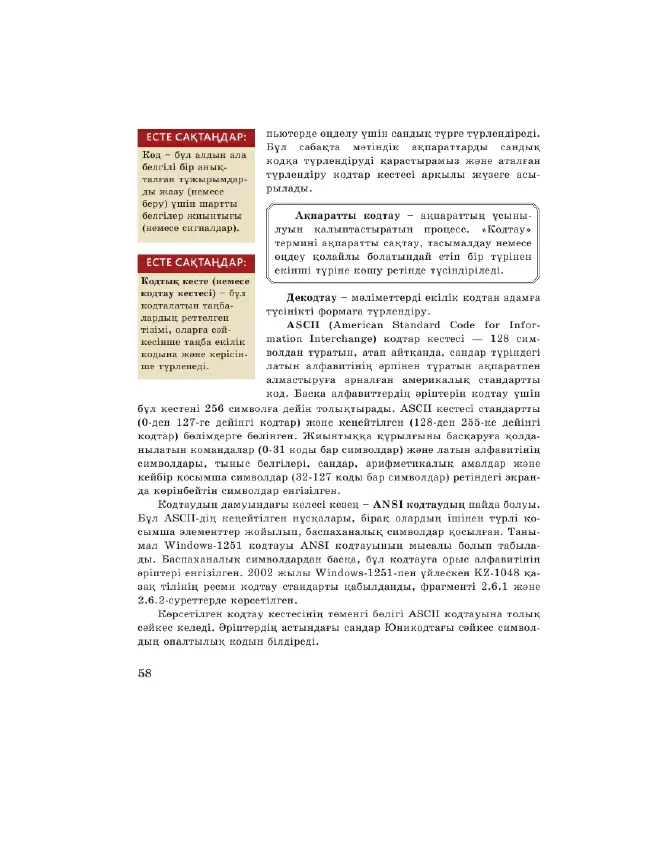 ЕСТЕ САҚТАҢДАР:
Код – бұл алдын ала
белгілі бір анық-
талған тұжырымдар-
ды жазу (немесе
беру) үшін шартты
белгілер жиынтығы
(немесе сигналдар).
ЕСТЕ САҚТАҢДАР:
Кодтық кесте (немесе
кодтау кестесі) – бұл
кодталатын таңба-
лардың реттелген
тізімі, оларға сәй-
кесінше таңба екілік
кодына және керісін-
ше түрленеді.
пьютерде өңделу үшін сандық түрге түрлендіреді.
Бұл сабақта мәтіндік ақпараттарды сандық
кодқа түрлендіруді қарастырамыз және аталған
түрлендіру кодтар кестесі арқылы жүзеге асы-
рылады.
Ақпаратты кодтау – ақпараттың ұсыны-
луын қалыптастыратын процесс. «Кодтау»
термині ақпаратты сақтау, тасымалдау немесе
өңдеу қолайлы болатындай етіп бір түрінен
екінші түріне көшу ретінде түсіндіріледі.
Декодтау – мәліметтерді екілік кодтан адамға
түсінікті формаға түрлендіру.
ASCII (American Standard Code for Infor-
mation Interchange) кодтар кестесі — 128 сим-
волдан тұратын, атап айтқанда, сандар түріндегі
латын алфавитінің әрпінен тұратын ақпаратпен
алмастыруға арналған америкалық стандартты
код. Басқа алфавиттердің әріптерін кодтау үшін
бұл кестені 256 символға дейін толықтырады. ASCII кестесі стандартты
(0-ден 127-ге дейінгі кодтар) және кеңейтілген (128-ден 255-ке дейінгі
кодтар) бөлімдерге бөлінген. Жиынтыққа құрылғыны басқаруға қолда-
нылатын командалар (0-31 коды бар символдар) және латын алфавитінің
символдары, тыныс белгілері, сандар, арифметикалық амалдар және
кейбір қосымша символдар (32-127 коды бар символдар) ретіндегі экран-
да көрінбейтін символдар енгізілген.
Кодтаудың дамуындағы келесі кезең – ANSI кодтаудың пайда болуы.
Бұл ASCII-дің кеңейтілген нұсқалары, бірақ олардың ішінен түрлі қо-
сымша элементтер жойылып, баспаханалық символдар қосылған. Таны-
мал Windows-1251 кодтауы ANSI кодтауының мысалы болып табыла-
ды. Баспаханалық символдардан басқа, бұл кодтауға орыс алфавитінің
әріптері енгізілген. 2002 жылы Windows-1251-пен үйлескен KZ-1048 қа-
зақ тілінің ресми кодтау стандарты қабылданды, фрагменті 2.6.1 және
2.6.2-суреттерде көрсетілген.
Көрсетілген кодтау кестесінің төменгі бөлігі ASCII кодтауына толық
сәйкес келеді. Әріптердің астындағы сандар Юникодтағы сәйкес символ-
дың оналтылық кодын білдіреді.
58